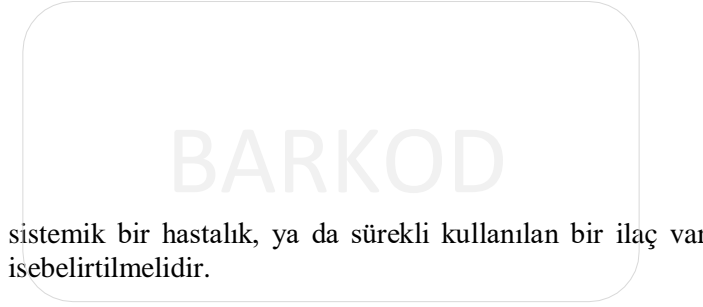 BARKOD
sistemik bir hastalık, ya da sürekli kullanılan bir ilaç var
isebelirtilmelidir.